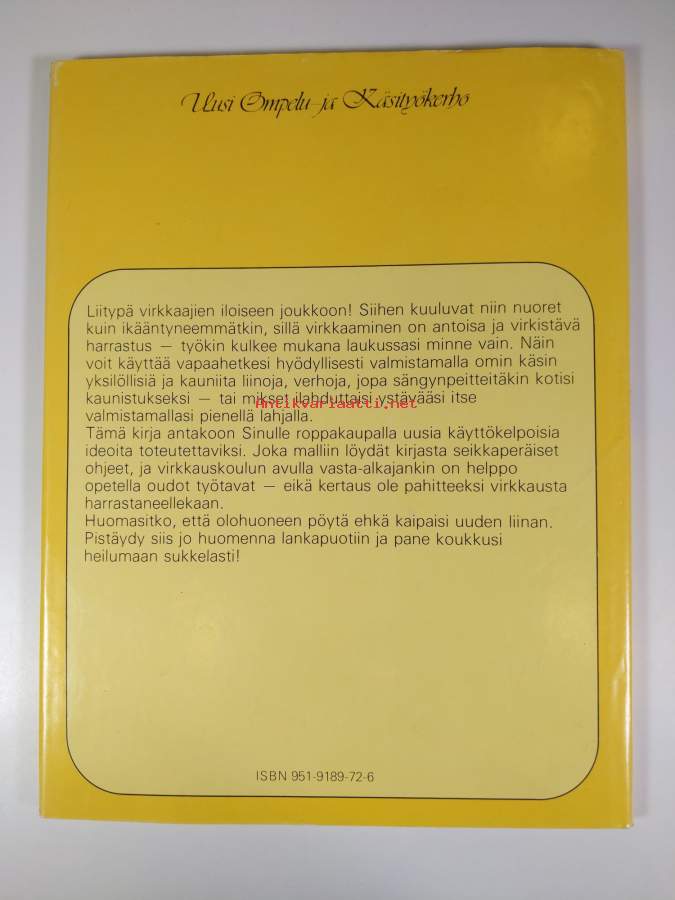 Uusi Ompelu- ja Käsityökerho
Liitypä virkkaajien iloiseen joukkoon! Siihen kuuluvat niin nuoret
kuin ikääntyneemmätkin, sillä virkkaaminen on antoisa ja virkistävä
harrastus — työkin kulkee mukana laukussasi minne vain. Näin
voit käyttää vapaahetkesi hyödyllisesti valmistamalla omin käsin
yksilöllisiä ja kauniita liinoja, verhoja, jopa sängynpeitteitäkin kotisi
kaunistukseksi — tai mikset ilahduttaisi ystävääsi itse
Antikvariaatti.net
valmistamallasi pienellä lahjalla.
Tämä kirja antakoon Sinulle roppakaupalla uusia käyttökelpoisia
ideoita toteutettaviksi. Joka malliin löydät kirjasta seikkaperäiset
ohjeet, ja virkkauskoulun avulla vasta-alkajankin on helppo
opetella oudot työtavat — eikä kertaus ole pahitteeksi virkkausta
harrastaneellekaan.
Huomasitko, että olohuoneen pöytä ehkä kaipaisi uuden liinan.
Pistäydy siis jo huomenna lankapuotiin ja pane koukkusi
heilumaan sukkelasti!
ISBN 951-9189-72-6